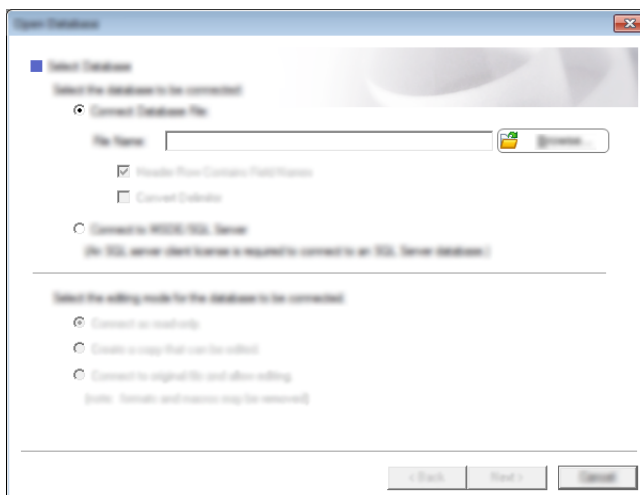 Open Database
Select Database
Select the database to be connected:
Connect Database File
File Name:
Browse...
Header Row Contains Field Names
Convert Delimiter
Connect to MSDE/SQL Server
(An SQL server client license is required to connect to an SQL Server database.)
Select the editing mode for the database to be connected.
Connect as read-only
Create a copy that can be edited
Connect to original file and allow editing
(note: formats and macros may be removed)
< Back
Next >
Cancel